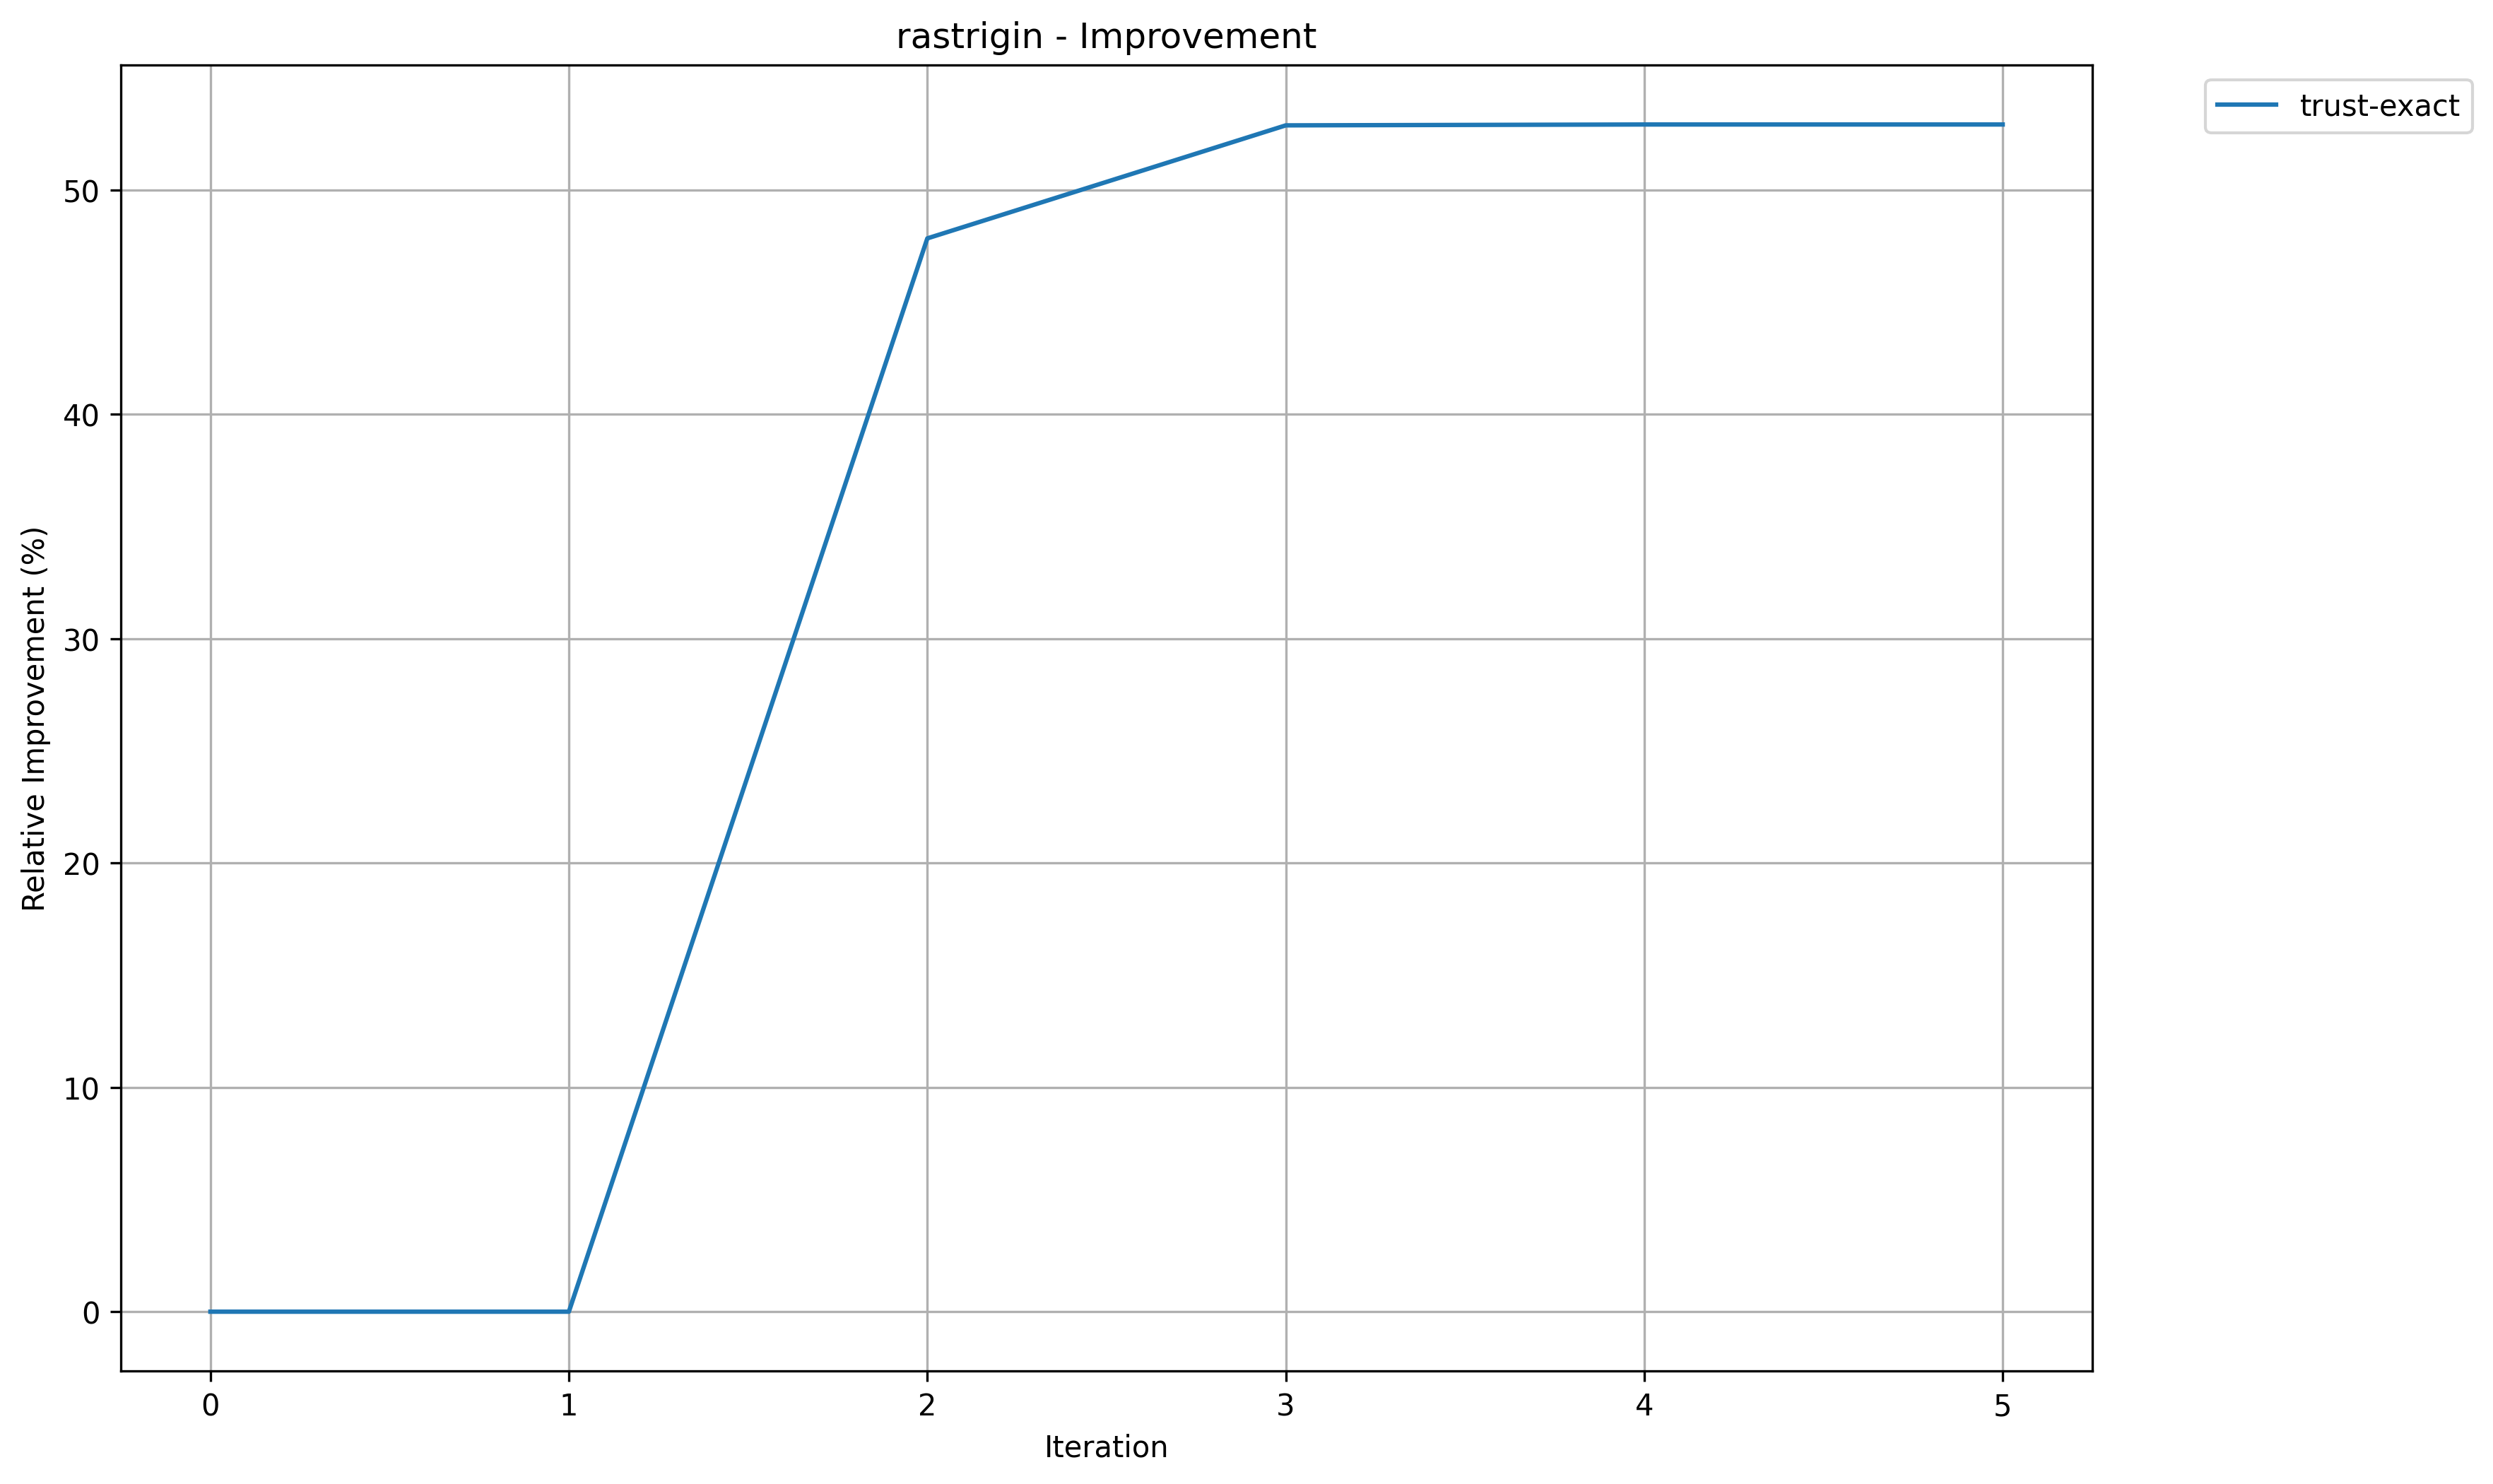 rastrigin - Improvement
trust-exact
Relative Improvement (%)
50
40
30
20
10
0
0 1 2 3 4 5
Iteration